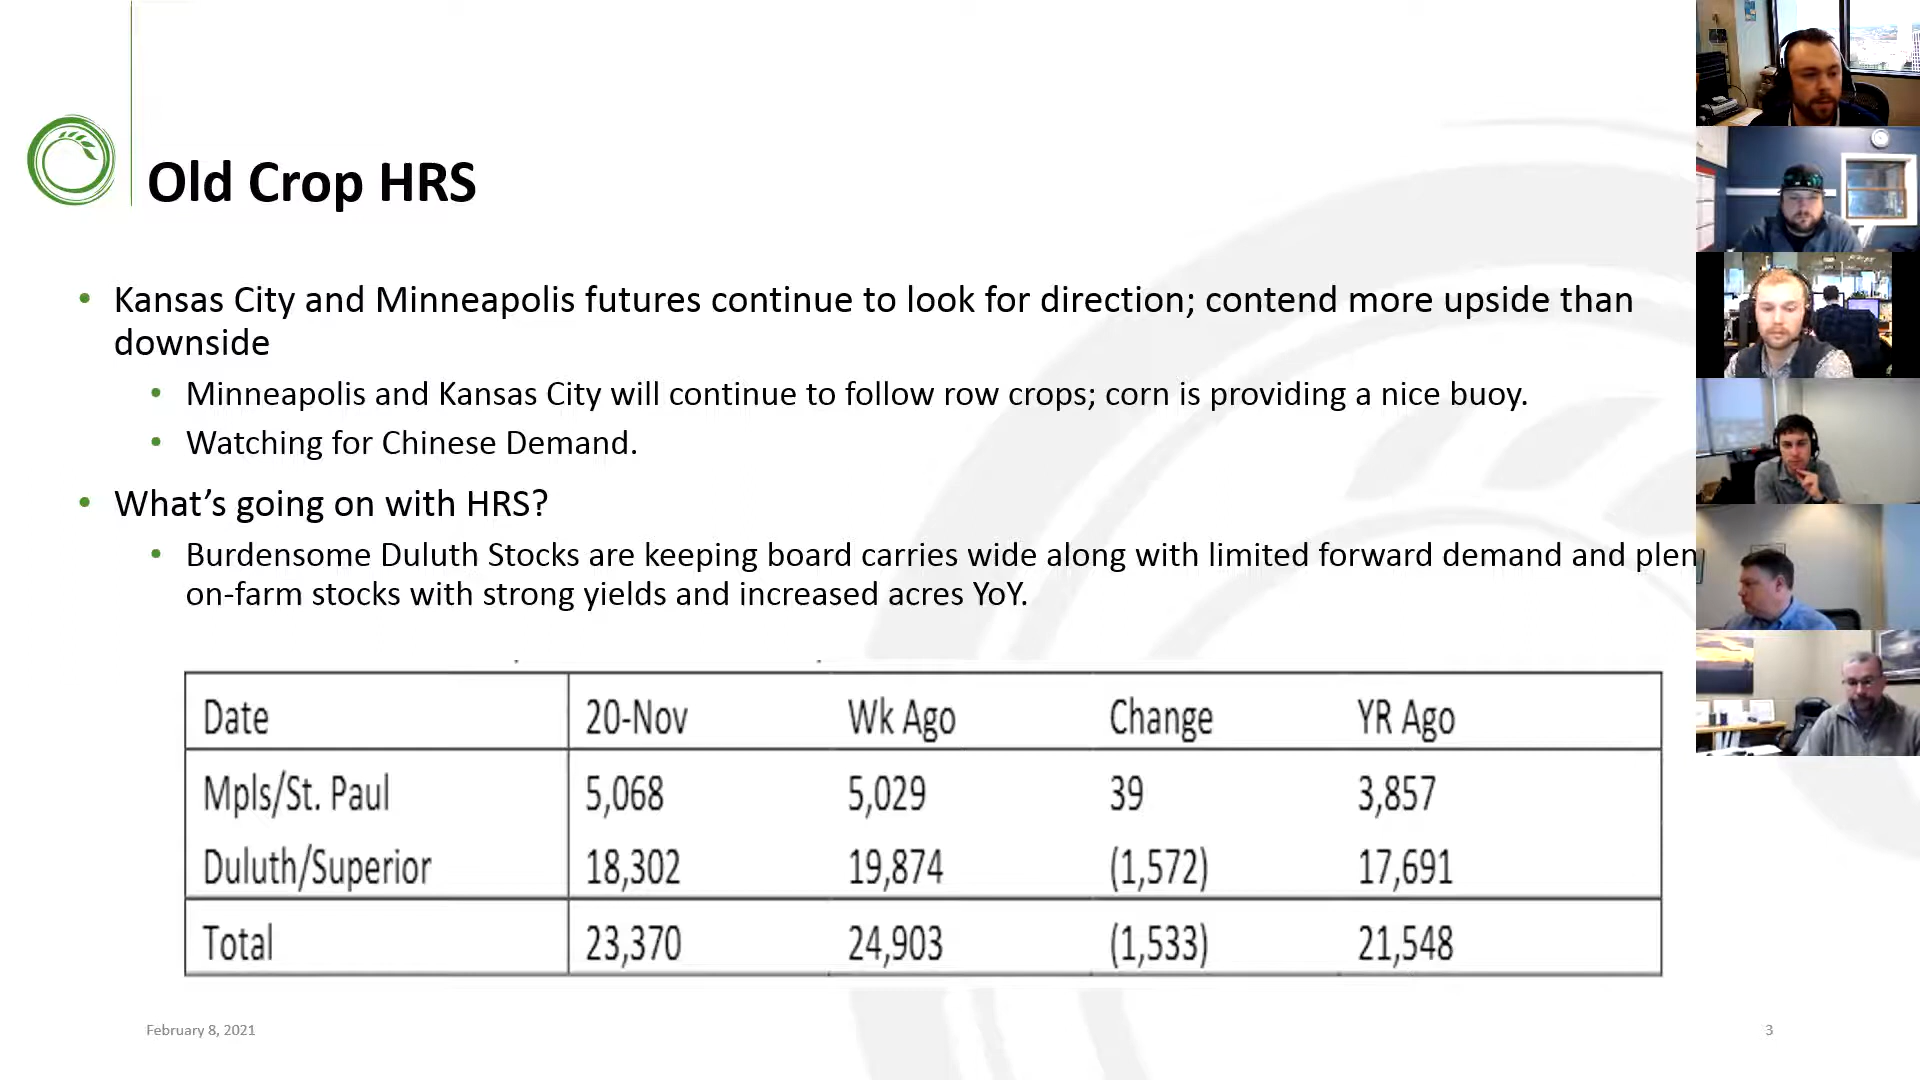 Old Crop HRS
• Kansas City and Minneapolis futures continue to look for direction; contend more upside than
downside
• Minneapolis and Kansas City will continue to follow row crops; corn is providing a nice buoy.
• Watching for Chinese Demand.
• What's going on with HRS?
• Burdensome Duluth Stocks are keeping board carries wide along with limited forward demand and plen
on-farm stocks with strong yields and increased acres YoY.
Date 20-Nov Wk Ago Change YR Ago
Mpls/St. Paul 5,068 5,029 39 3,857
Duluth/Superior 18,302 19,874 (1,572) 17,691
Total 23,370 24,903 (1,533) 21,548
February 8, 2021 3